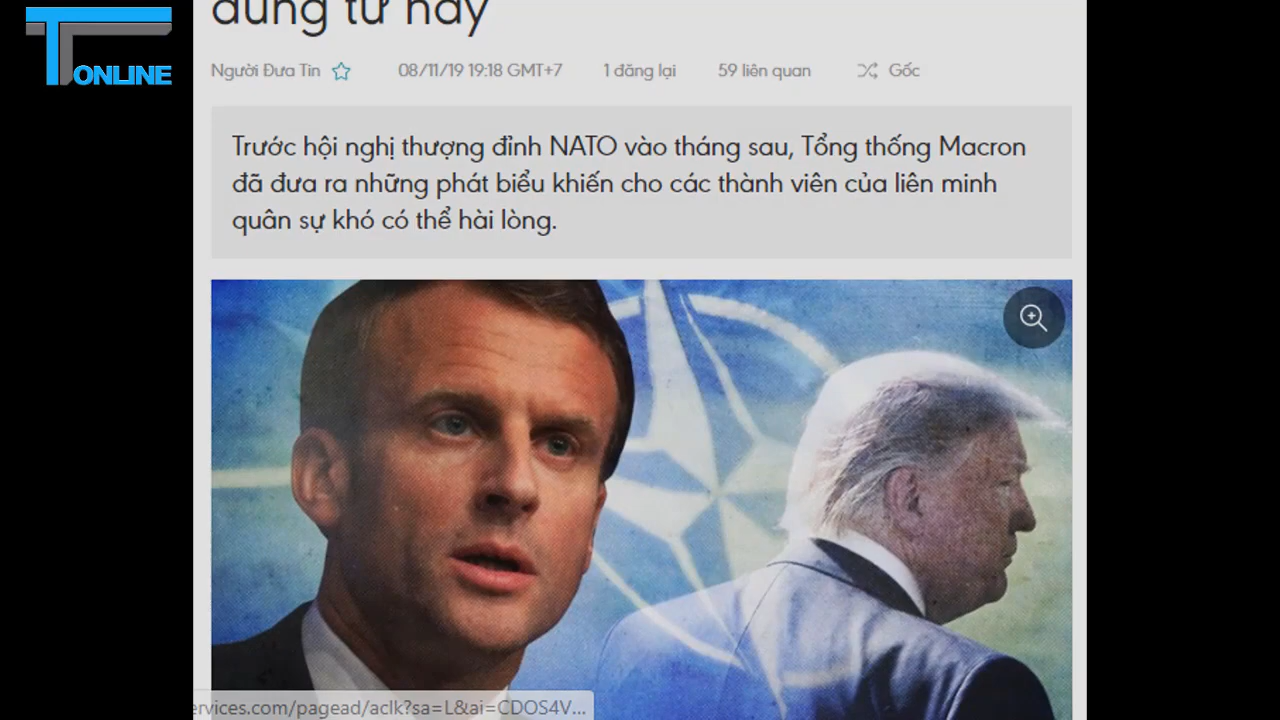 dùng từ này
ONLINE
Người Đưa Tin 08/11/19 19:18 GMT+7 1 đăng lại 59 liên quan Gốc
Trước hội nghị thượng đỉnh NATO vào tháng sau, Tổng thống Macron
đã đưa ra những phát biểu khiến cho các thành viên của liên minh
quân sự khó có thể hài lòng.
ervices.com/pagead/aclk?sa=L&ai=CDOS4V...